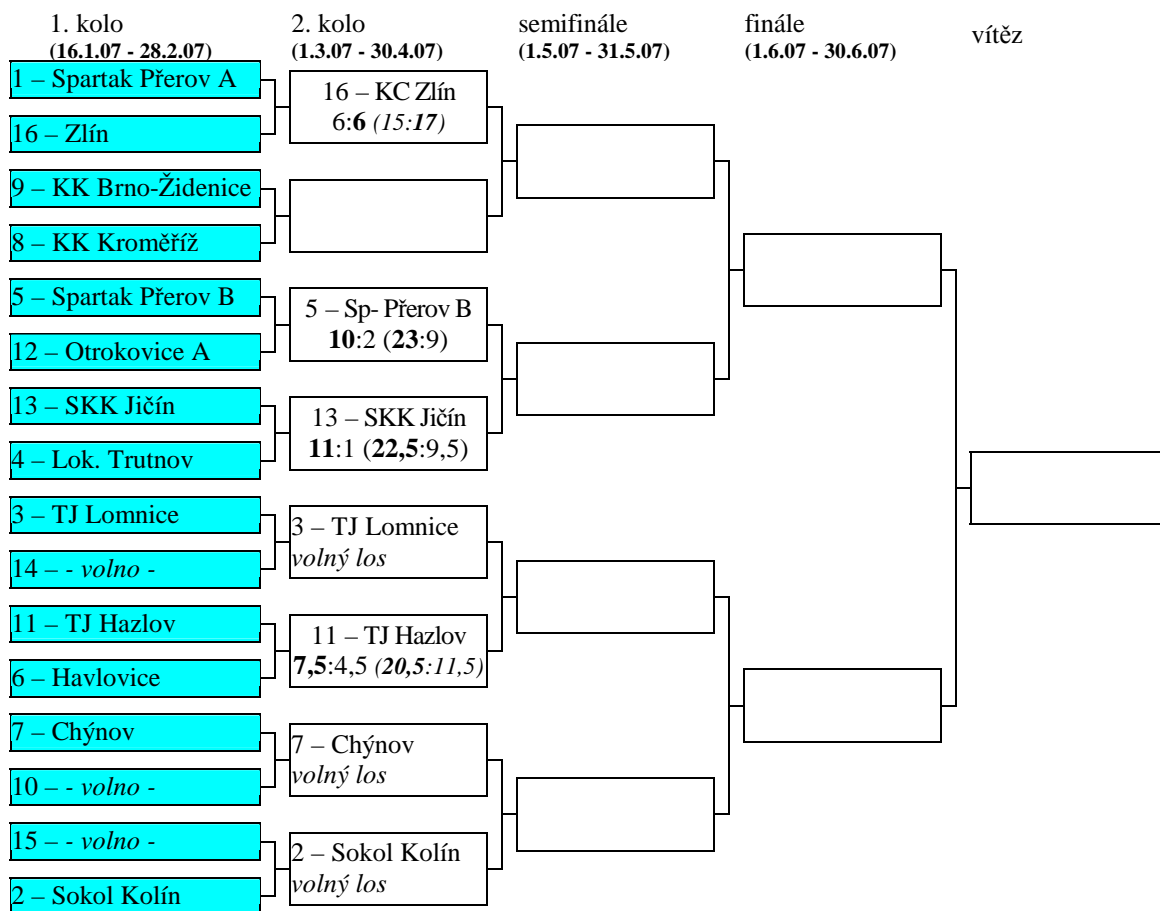 1. kolo
(16.1.07 - 28.2.07)
2. kolo
(1.3.07 - 30.4.07)
semifinále
(1.5.07 - 31.5.07)
finále
(1.6.07 - 30.6.07)
vítěz
1 – Spartak Přerov A
16 – Zlín
9 – KK Brno-Židenice
8 – KK Kroměříž
5 – Spartak Přerov B
12 – Otrokovice A
13 – SKK Jičín
4 – Lok. Trutnov
3 – TJ Lomnice
14 – - volno -
11 – TJ Hazlov
6 – Havlovice
7 – Chýnov
10 – - volno -
15 – - volno -
2 – Sokol Kolín
16 – KC Zlín
6:6 (15:17)
5 – Sp- Přerov B
10:2 (23:9)
13 – SKK Jičín
11:1 (22,5:9,5)
3 – TJ Lomnice
volný los
11 – TJ Hazlov
7,5:4,5 (20,5:11,5)
7 – Chýnov
volný los
2 – Sokol Kolín
volný los